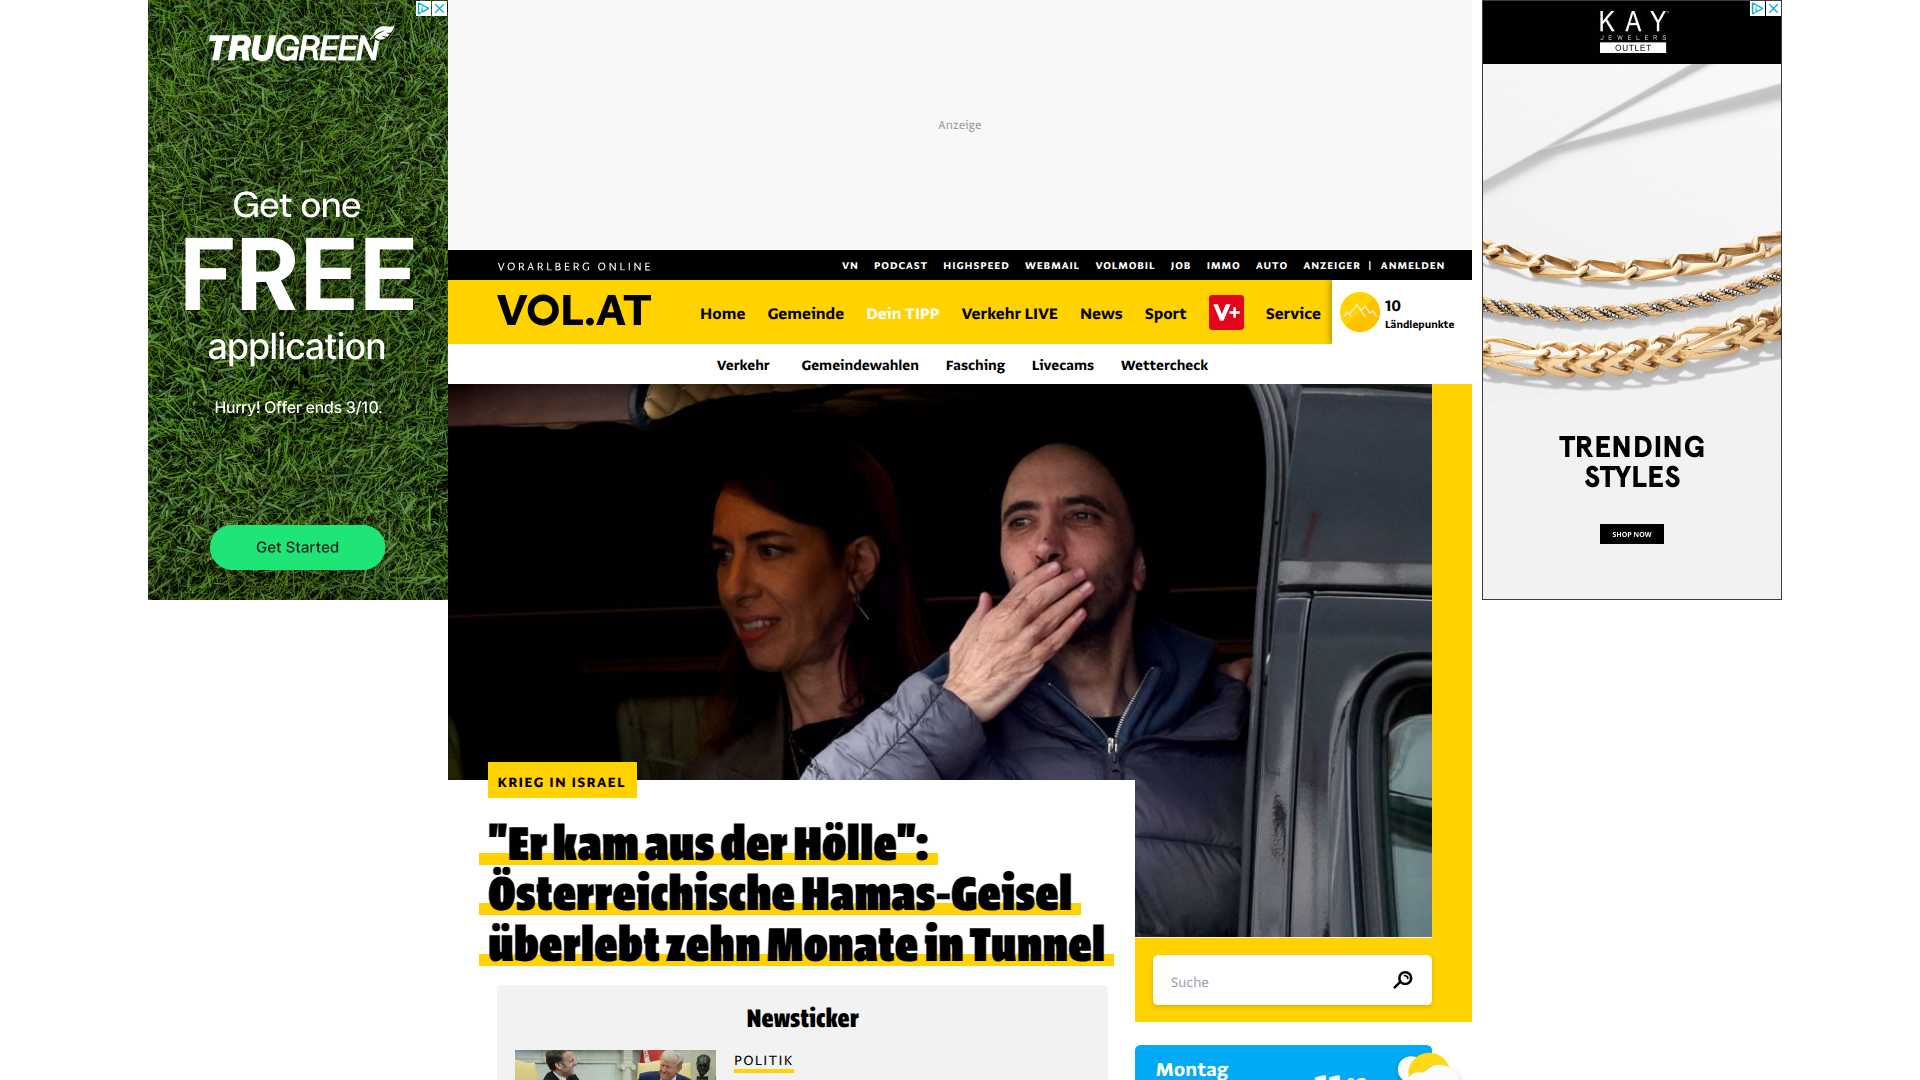 TRUGREEN
Get one
FREE
application
Hurry! Offer ends 3/10.
Get Started
Anzeige
KAY
JEWELERS
OUTLET
TRENDING
STYLES
SHOP NOW
VORARLBERG ONLINE
VN PODCAST HIGHSPEED WEBMAIL VOLMOBIL JOB IMMO AUTO ANZEIGER | ANMELDEN
VOL.AT
Home Gemeinde Dein TIPP Verkehr LIVE News Sport V+ Service
10
Ländlepunkte
Verkehr Gemeindewahlen Fasching Livecams Wettercheck
KRIEG IN ISRAEL
"Er kam aus der Hölle":
Österreichische Hamas-Geisel
überlebt zehn Monate in Tunnel
Suche
Newsticker
POLITIK
Montag